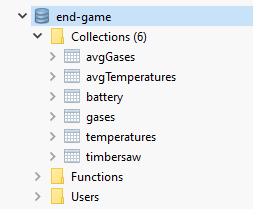 end-game
Collections (6)
avgGases
avgTemperatures
battery
gases
temperatures
timbersaw
Functions
Users